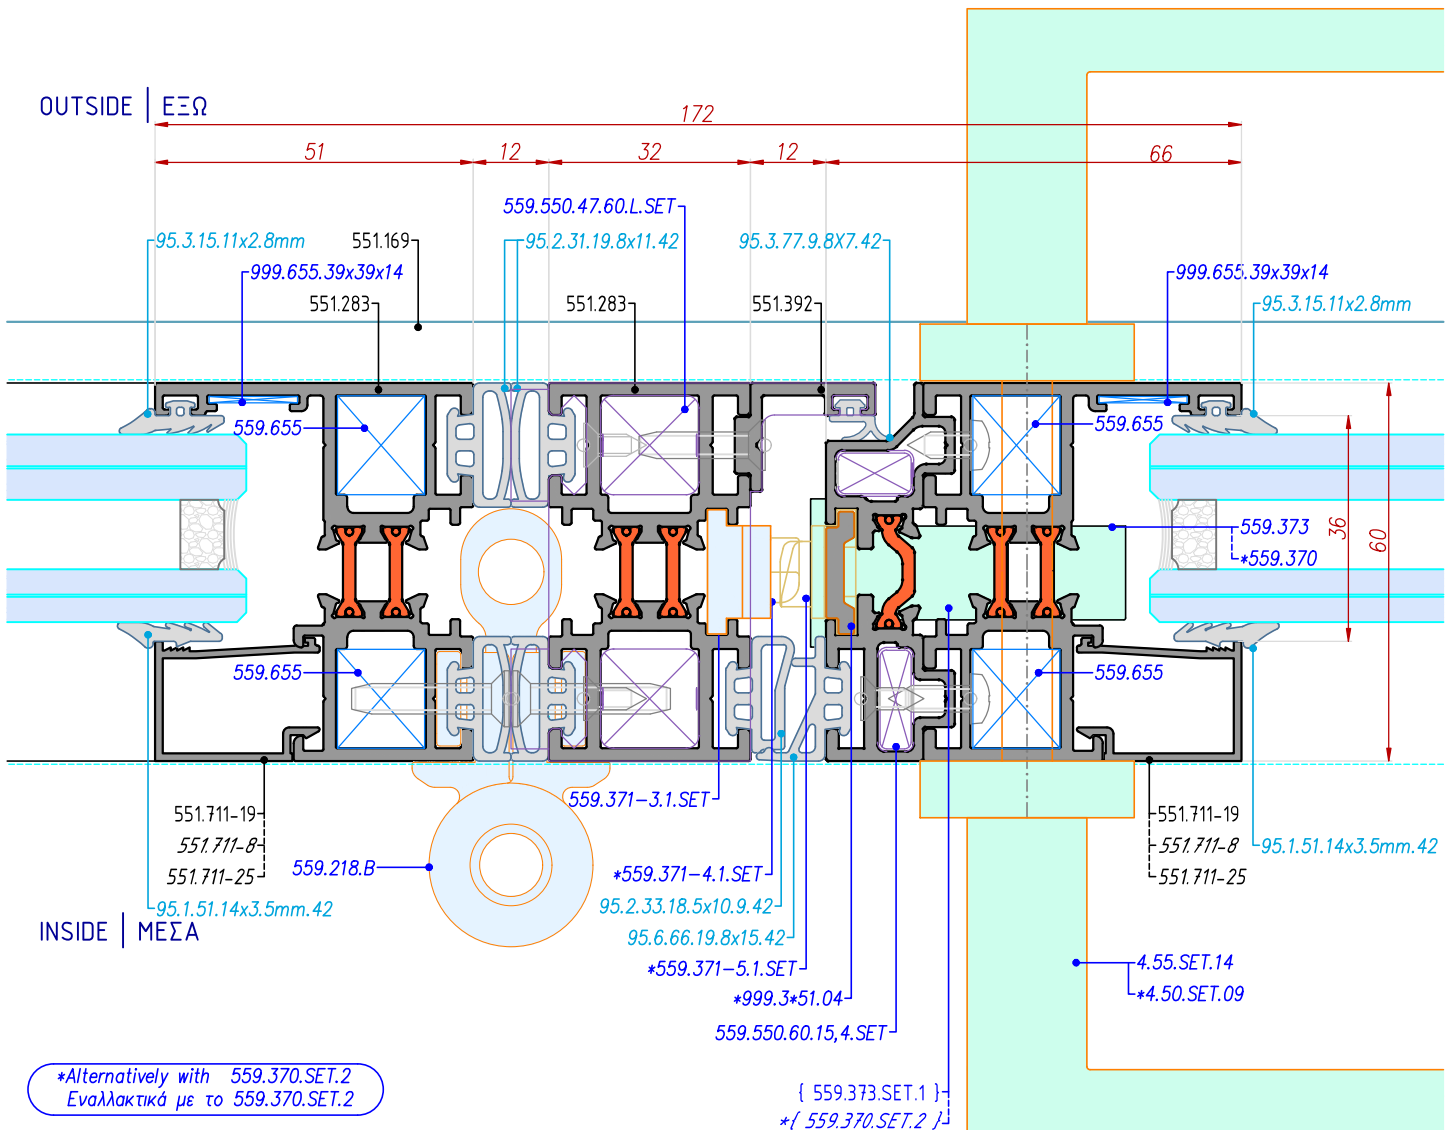 OUTSIDE | ΕΞΩ
172
51
12
32
12
66
559.550.47.60.L.SET
95.3.15.11x2.8mm
551.169
95.2.31.19.8x11.42
95.3.77.9.8X7.42
999.655.39x39x14
999.655.39x39x14
551.283
551.283
551.392
95.3.15.11x2.8mm
559.655
559.655
559.373
*559.370
36
60
559.655
559.655
559.371-3.1.SET
551.711-19
551.711-8
551.711-25
551.711-19
551.711-8
551.711-25
95.1.51.14x3.5mm.42
559.218.B
*559.371-4.1.SET
95.1.51.14x3.5mm.42
95.2.33.18.5x10.9.42
INSIDE | ΜΕΣΑ
95.6.66.19.8x15.42
*559.371-5.1.SET
4.55.SET.14
*4.50.SET.09
*999.3*51.04
559.550.60.15,4.SET
*Alternatively with 559.370.SET.2
Εναλλακτικά με το 559.370.SET.2
{ 559.373.SET.1 }
*{ 559.370.SET.2 }